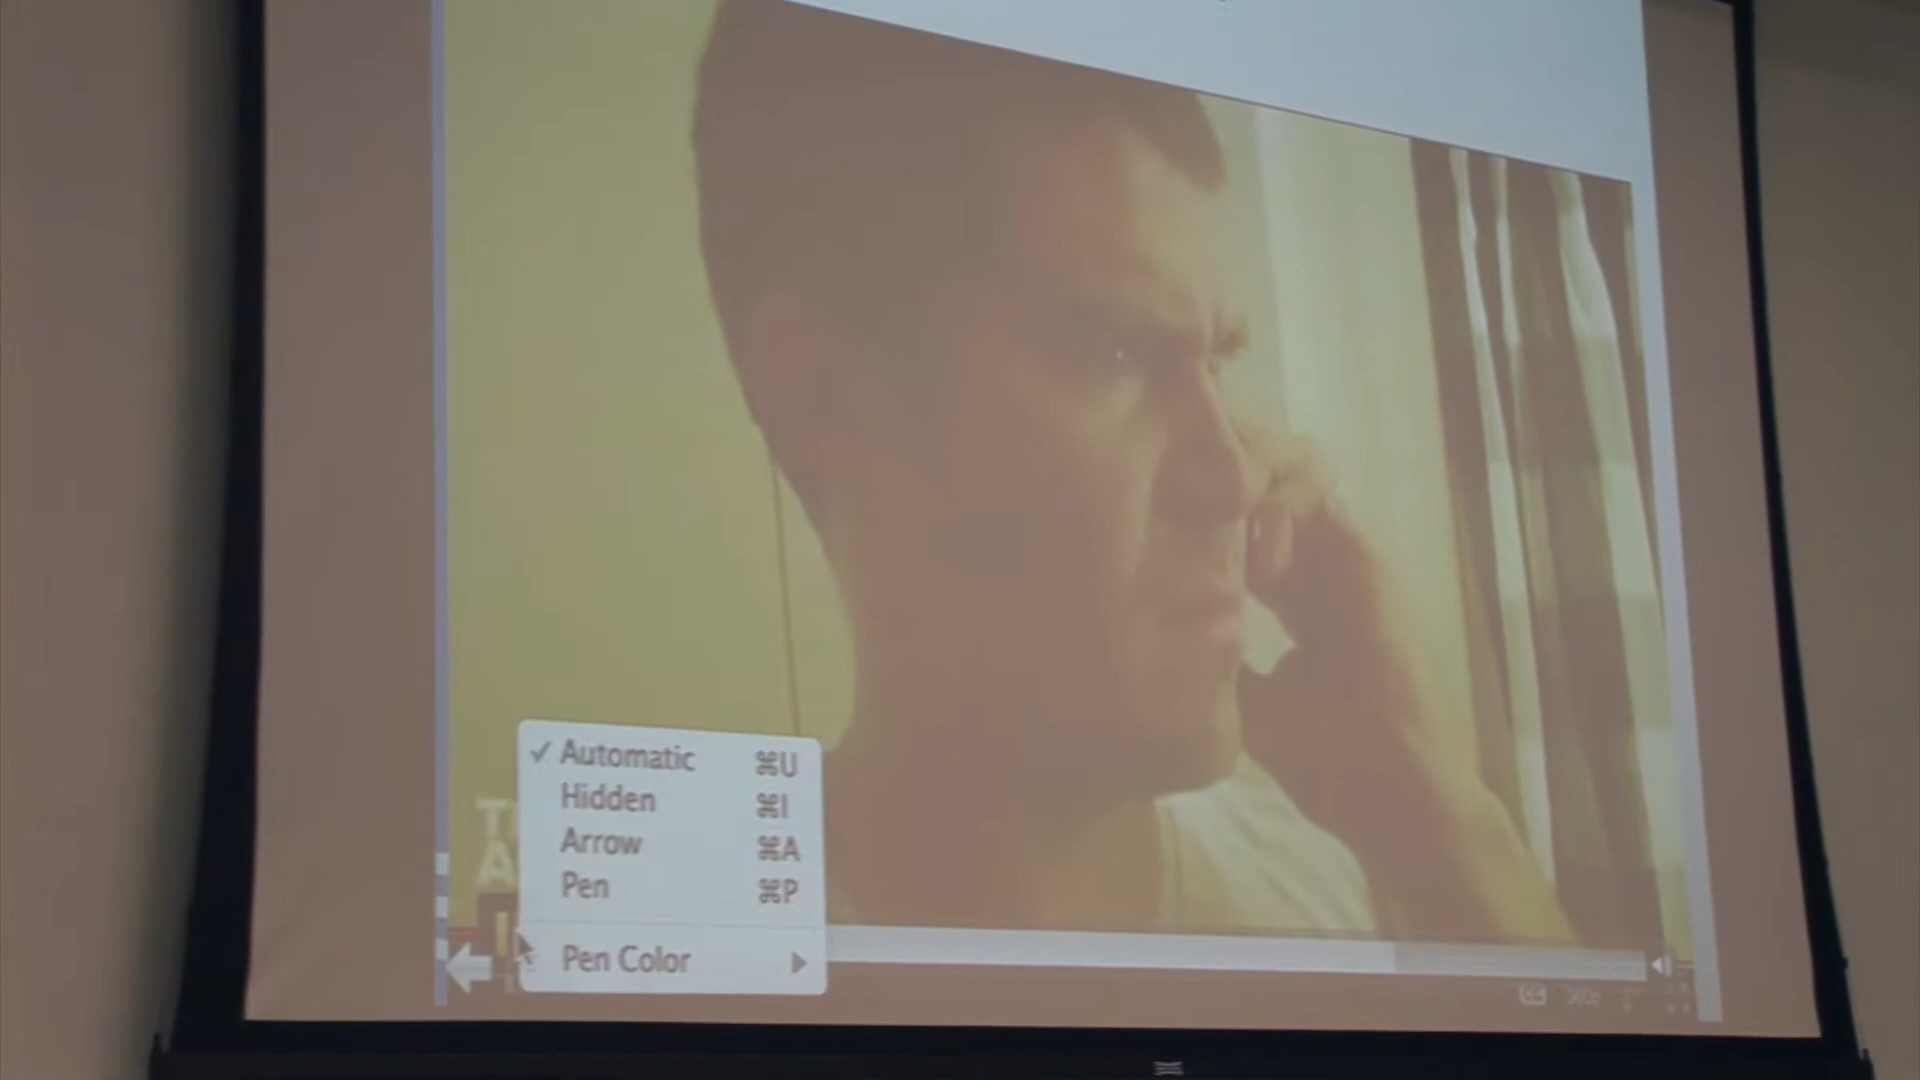 ✓ Automatic ⌘U
Hidden ⌘I
Arrow ⌘A
Pen ⌘P
Pen Color ▶